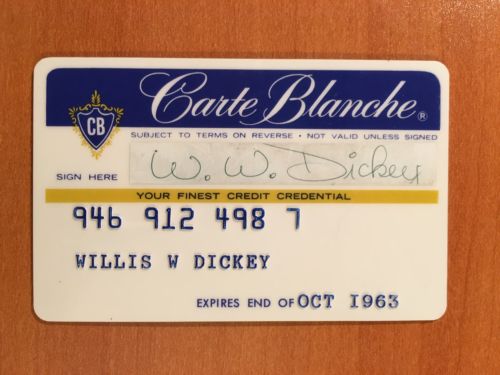 Carte Blanche®
CB
SUBJECT TO TERMS ON REVERSE • NOT VALID UNLESS SIGNED
SIGN HERE W. W. Dickey
YOUR FINEST CREDIT CREDENTIAL
946 912 498 7
WILLIS W DICKEY
EXPIRES END OF OCT 1963